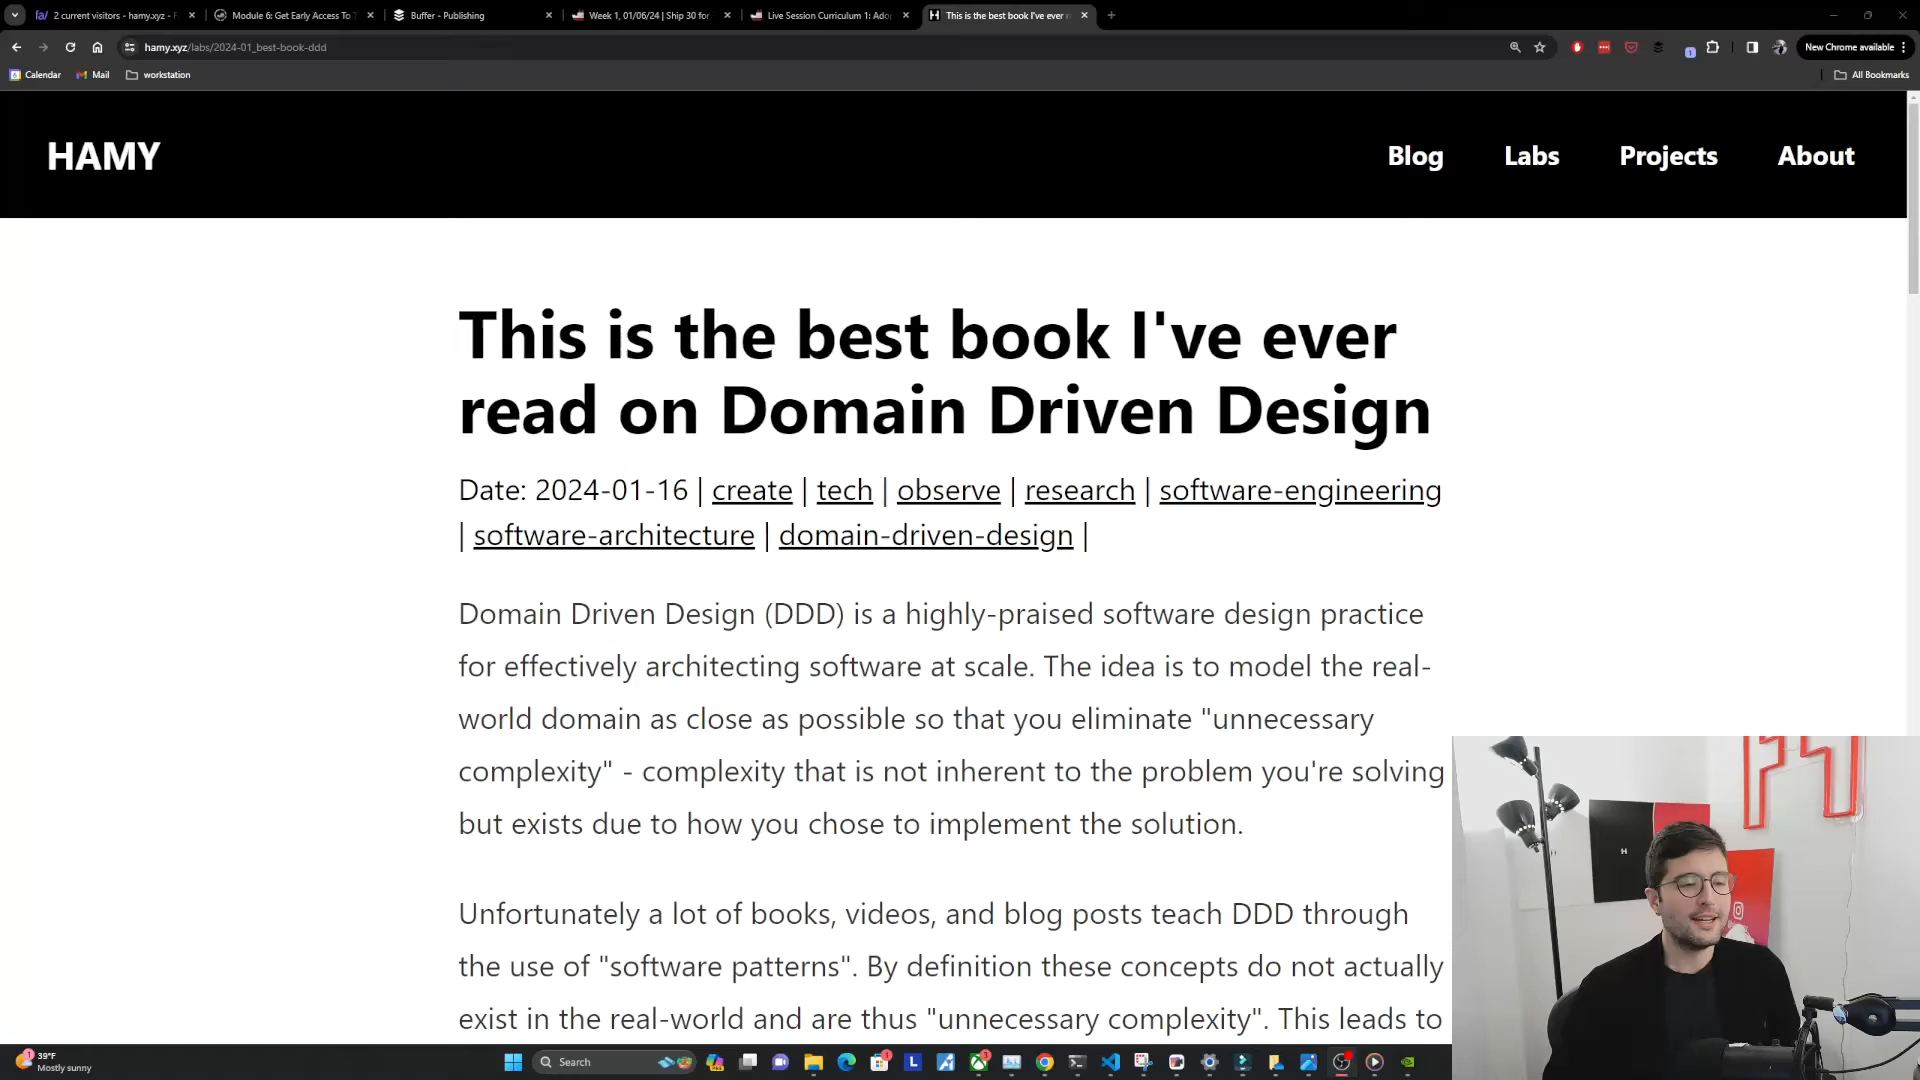 2 current visitors - hamy.xyz -
Module 6: Get Early Access To
Buffer - Publishing
Week 1, 01/06/24 | Ship 30 for
Live Session Curriculum 1:
This is the best book I've ever
hamy.xyz/labs/2024-01_best-book-ddd
New Chrome available
Calendar
Mail
workstation
All Bookmarks
HAMY
Blog
Labs
Projects
About
This is the best book I've ever
read on Domain Driven Design
Date: 2024-01-16 | create | tech | observe | research | software-engineering
| software-architecture | domain-driven-design |
Domain Driven Design (DDD) is a highly-praised software design practice
for effectively architecting software at scale. The idea is to model the real-
world domain as close as possible so that you eliminate "unnecessary
complexity" - complexity that is not inherent to the problem you're solving
but exists due to how you chose to implement the solution.
Unfortunately a lot of books, videos, and blog posts teach DDD through
the use of "software patterns". By definition these concepts do not actually
exist in the real-world and are thus "unnecessary complexity". This leads to
39°F
Mostly sunny
Search